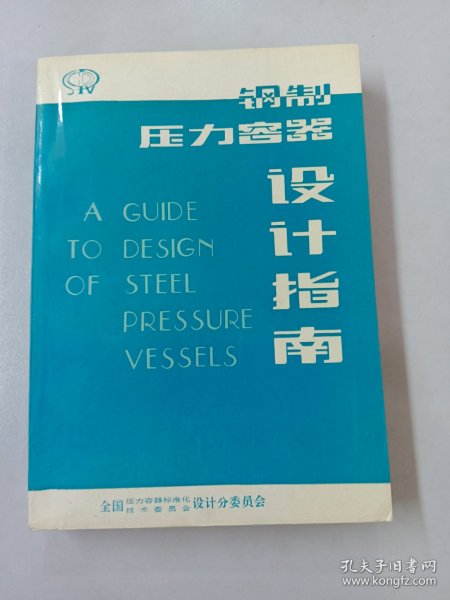 钢制
压力容器
设计指南
A GUIDE
TO DESIGN
OF STEEL
PRESSURE
VESSELS
全国压力容器标准化技术委员会设计分委员会
孔夫子旧书网
www.kongfz.com